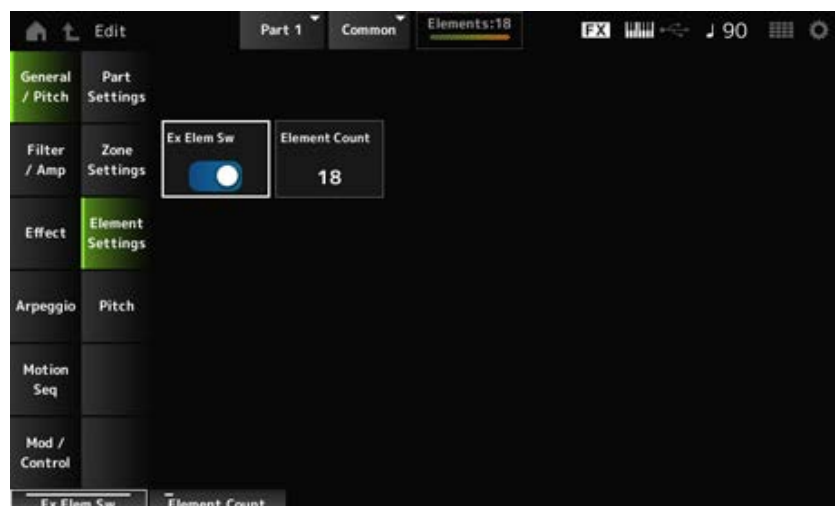 Edit
Part 1
Common
Elements:18
FX
♩ 90
General
/ Pitch
Part
Settings
Filter
/ Amp
Zone
Settings
Ex Elem Sw
Element Count
18
Effect
Element
Settings
Arpeggio
Pitch
Motion
Seq
Mod /
Control
Ex Elem Sw
Element Count